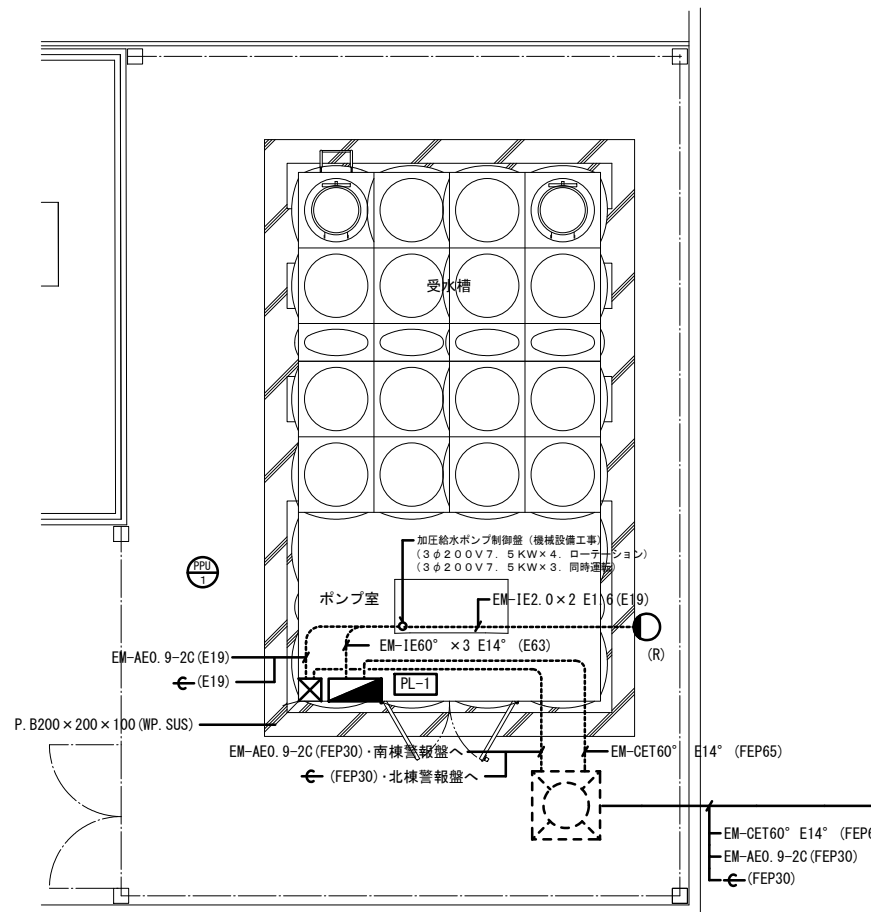 受水槽
加圧給水ポンプ制御盤 (機械設備工事)
(3φ200V7.5KW×4. ローテーション)
(3φ200V7.5KW×3. 同時運転)
PPU
1
ポンプ室
EM-IE2.0×2 E1.6(E19)
EM-AE0.9-2C(E19)
EM-IE60° ×3 E14° (E63)
(R)
(E19)
PL-1
P.B200×200×100(WP.SUS)
EM-AE0.9-2C(FEP30)・南棟警報盤へ
EM-CET60° E14° (FEP65)
(FEP30)・北棟警報盤へ
EM-CET60° E14° (FEP6
EM-AE0.9-2C(FEP30)
(FEP30)